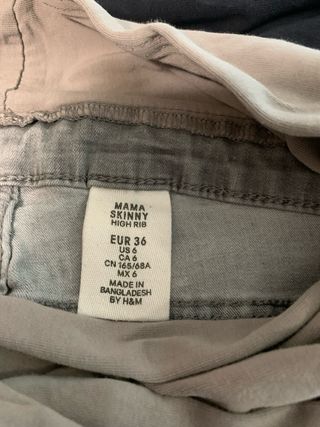 MAMA
SKINNY
HIGH RIB
EUR 36
US 6
CA 6
CN 165/68A
MX 6
MADE IN
BANGLADESH
BY H&M